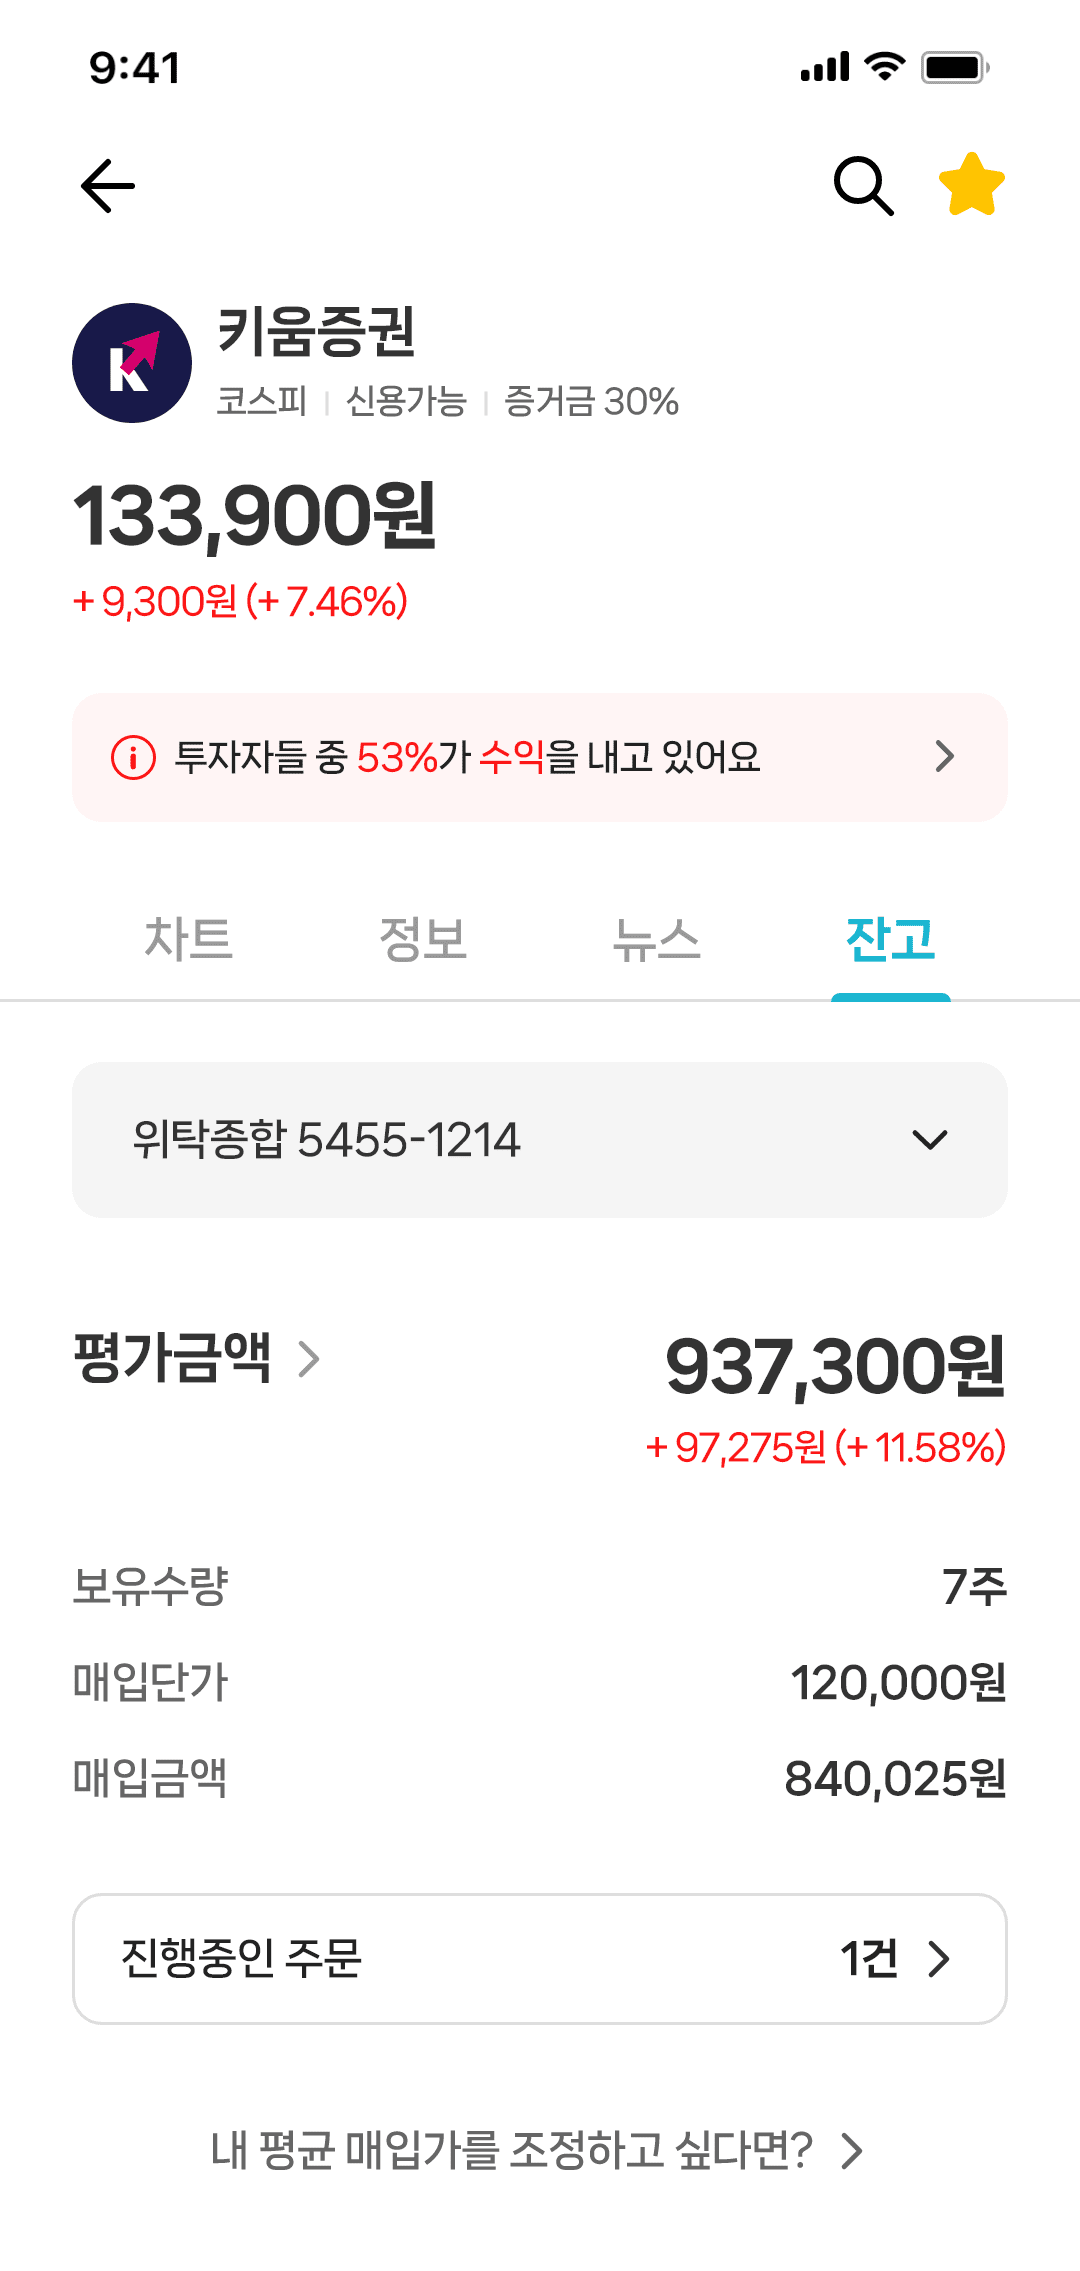 9:41
키움증권
코스피 | 신용가능 | 증거금 30%
133,900원
+ 9,300원 (+ 7.46%)
투자자들 중 53%가 수익을 내고 있어요
차트 정보 뉴스 잔고
위탁종합 5455-1214
평가금액 937,300원
+ 97,275원 (+ 11.58%)
보유수량 7주
매입단가 120,000원
매입금액 840,025원
진행중인 주문 1건
내 평균 매입가를 조정하고 싶다면?